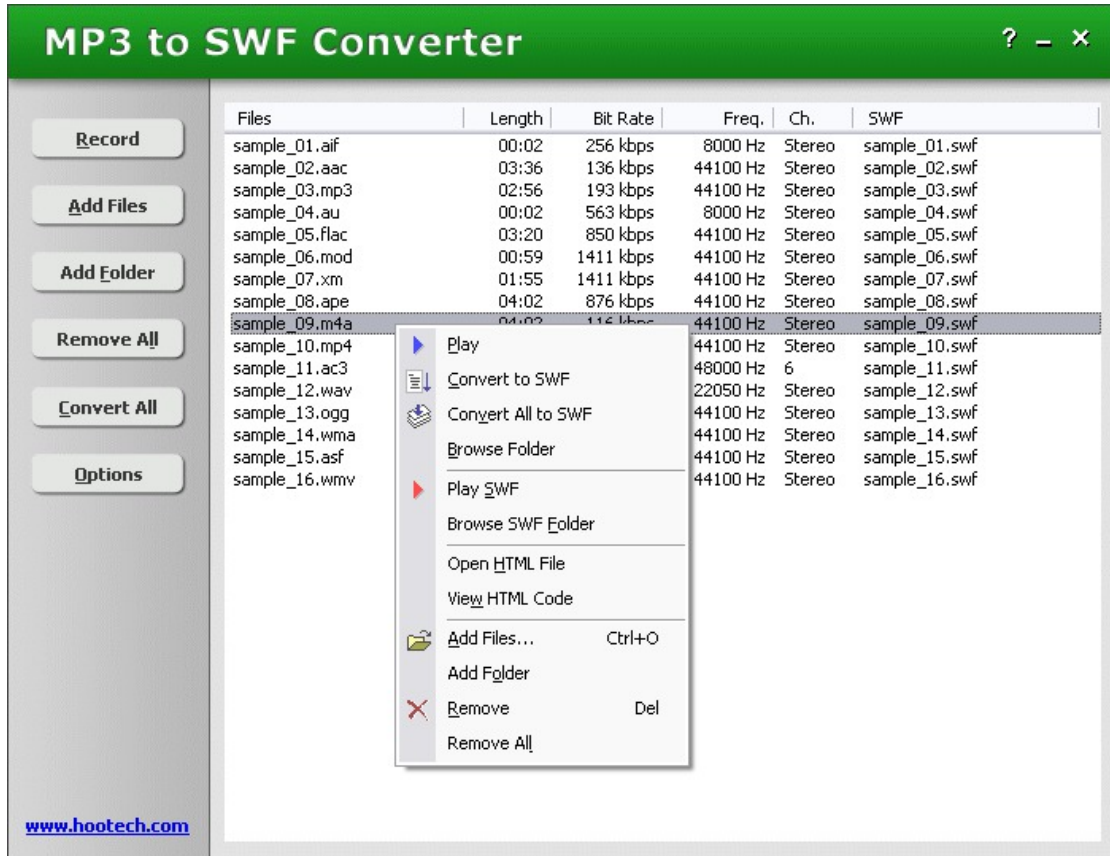 MP3 to SWF Converter ? – ×
Record
Add Files
Add Folder
Remove All
Convert All
Options
www.hootech.com
Files Length Bit Rate Freq. Ch. SWF
sample_01.aif 00:02 256 kbps 8000 Hz Stereo sample_01.swf
sample_02.aac 03:36 136 kbps 44100 Hz Stereo sample_02.swf
sample_03.mp3 02:56 193 kbps 44100 Hz Stereo sample_03.swf
sample_04.au 00:02 563 kbps 8000 Hz Stereo sample_04.swf
sample_05.flac 03:20 850 kbps 44100 Hz Stereo sample_05.swf
sample_06.mod 00:59 1411 kbps 44100 Hz Stereo sample_06.swf
sample_07.xm 01:55 1411 kbps 44100 Hz Stereo sample_07.swf
sample_08.ape 04:02 876 kbps 44100 Hz Stereo sample_08.swf
sample_09.m4a 04:02 116 kbps 44100 Hz Stereo sample_09.swf
sample_10.mp4 44100 Hz Stereo sample_10.swf
sample_11.ac3 48000 Hz 6 sample_11.swf
sample_12.wav 22050 Hz Stereo sample_12.swf
sample_13.ogg 44100 Hz Stereo sample_13.swf
sample_14.wma 44100 Hz Stereo sample_14.swf
sample_15.asf 44100 Hz Stereo sample_15.swf
sample_16.wmv 44100 Hz Stereo sample_16.swf
Play
Convert to SWF
Convert All to SWF
Browse Folder
Play SWF
Browse SWF Folder
Open HTML File
View HTML Code
Add Files... Ctrl+O
Add Folder
Remove Del
Remove All